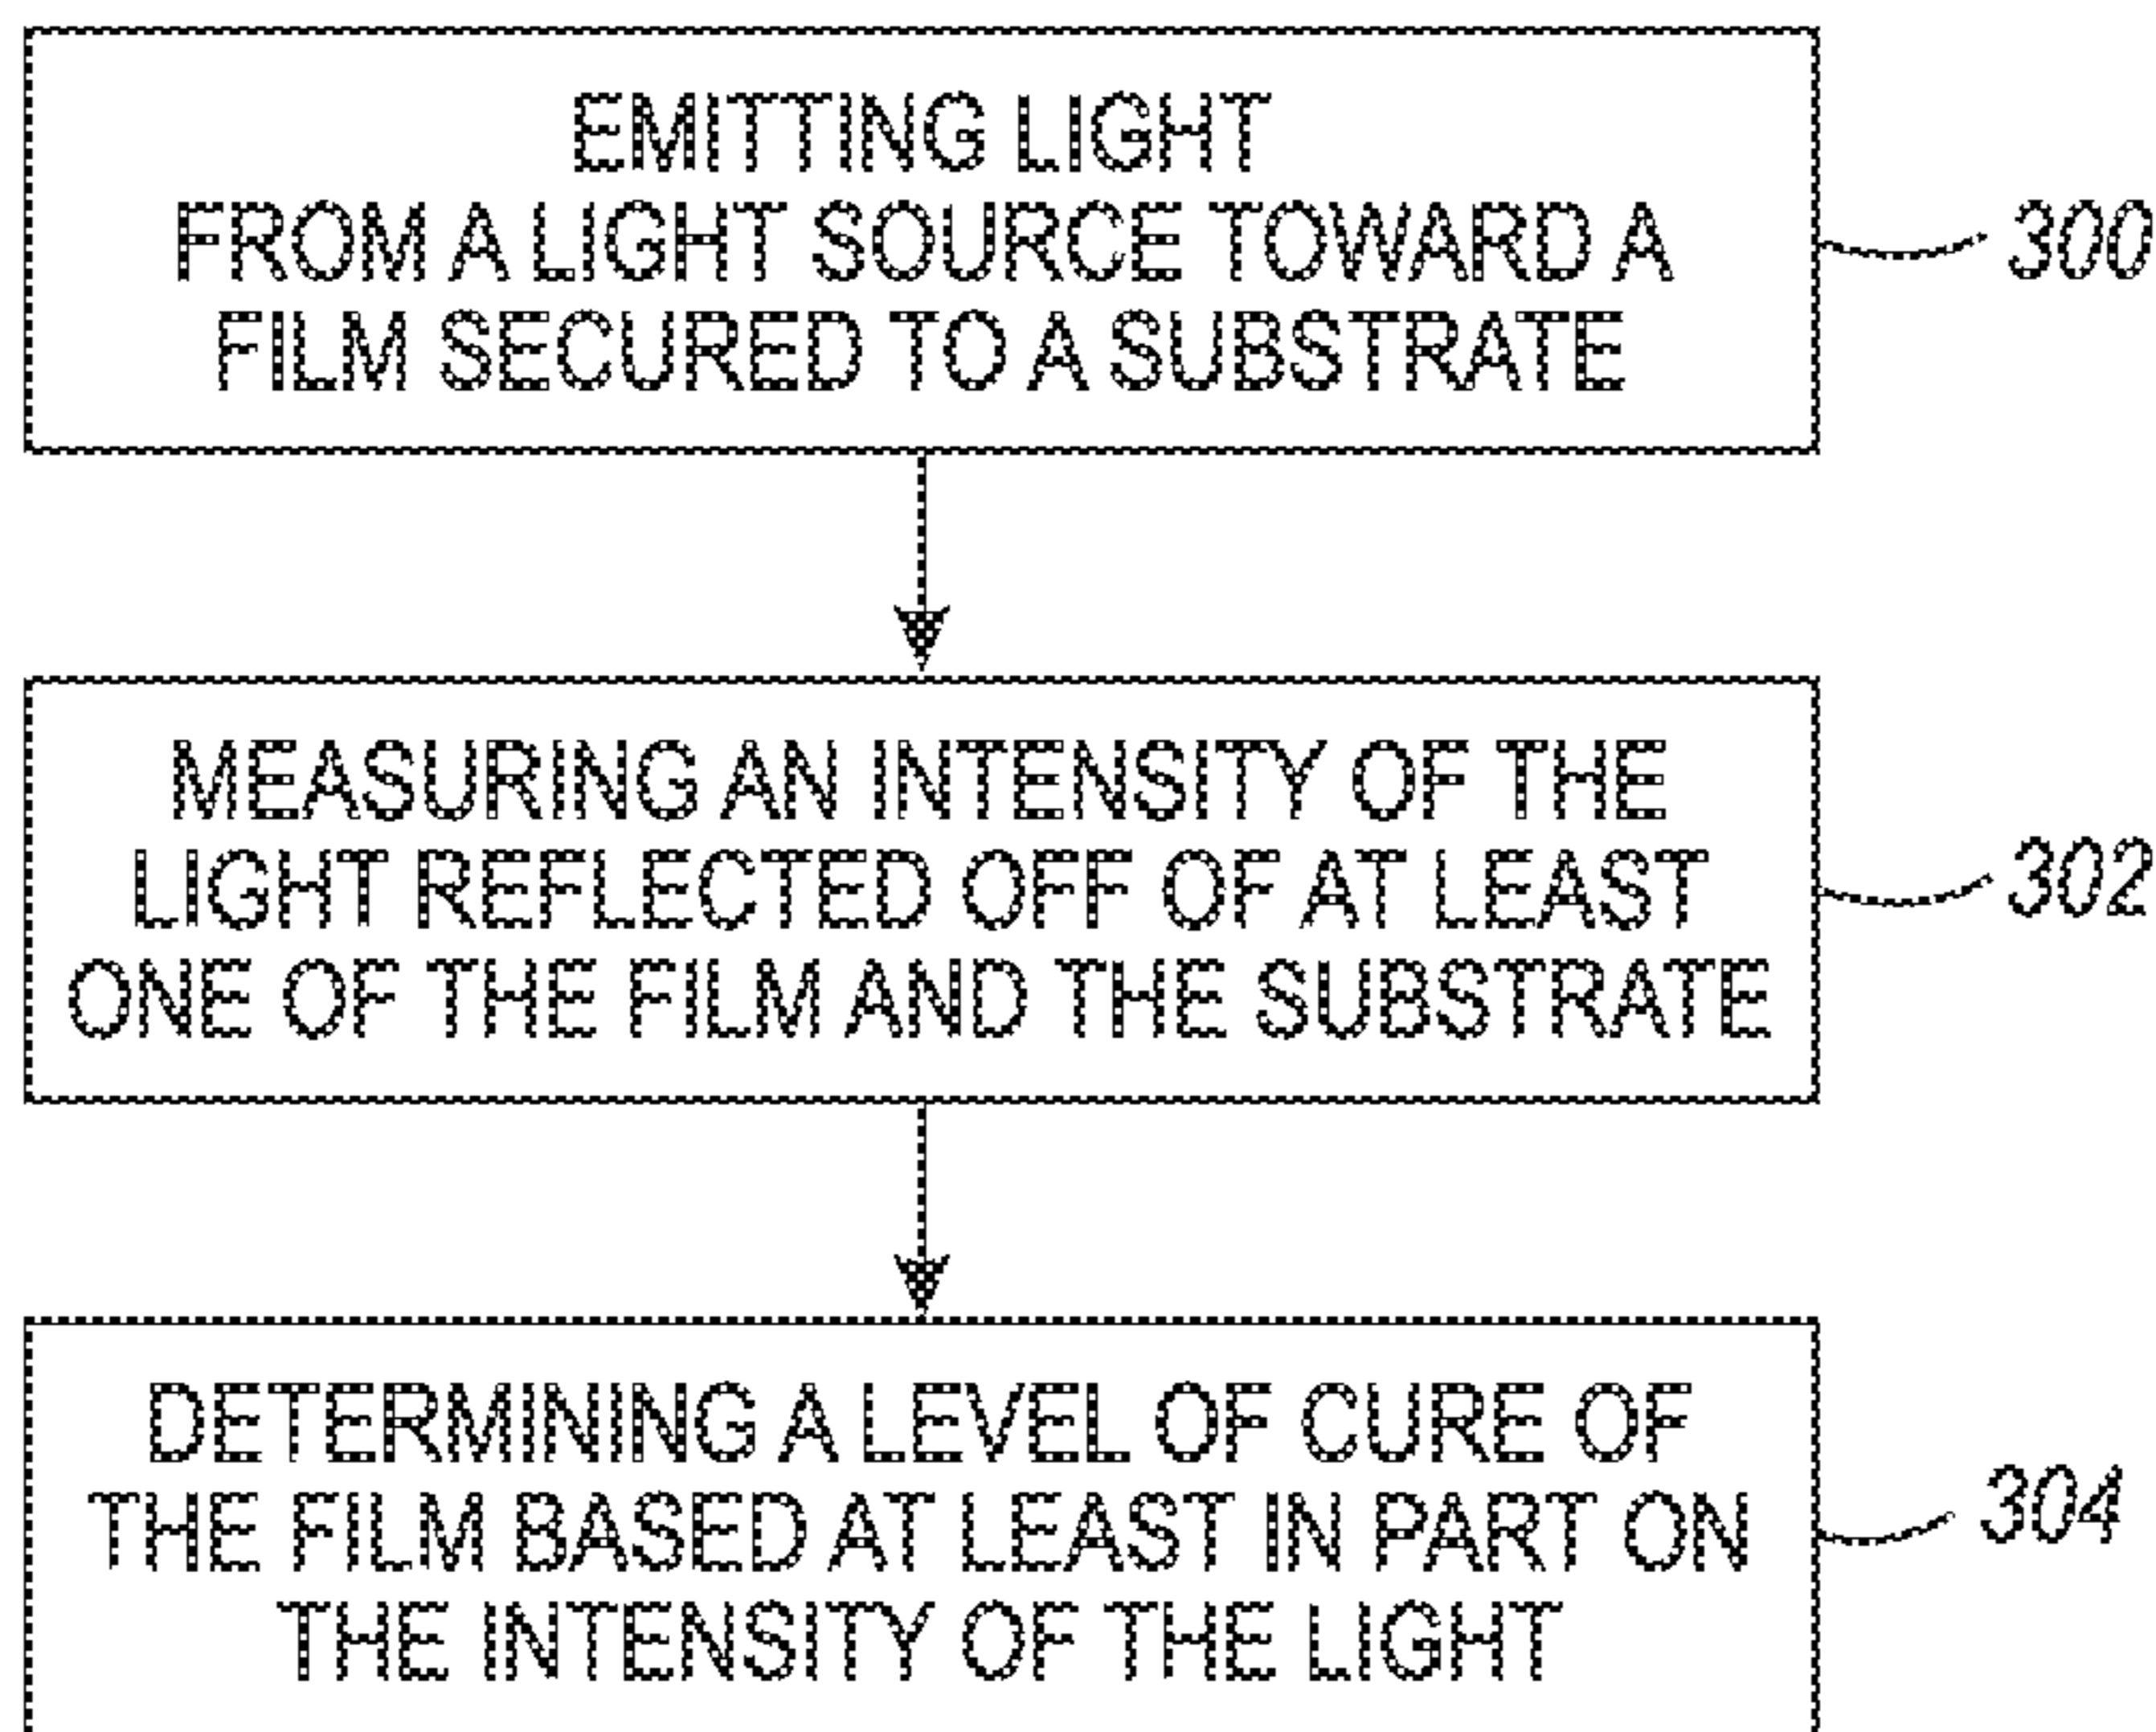 EMITTING LIGHT
FROM A LIGHT SOURCE TOWARD A
FILM SECURED TO A SUBSTRATE
300
MEASURING AN INTENSITY OF THE
LIGHT REFLECTED OFF OF AT LEAST
ONE OF THE FILM AND THE SUBSTRATE
302
DETERMINING A LEVEL OF CURE OF
THE FILM BASED AT LEAST IN PART ON
THE INTENSITY OF THE LIGHT
304